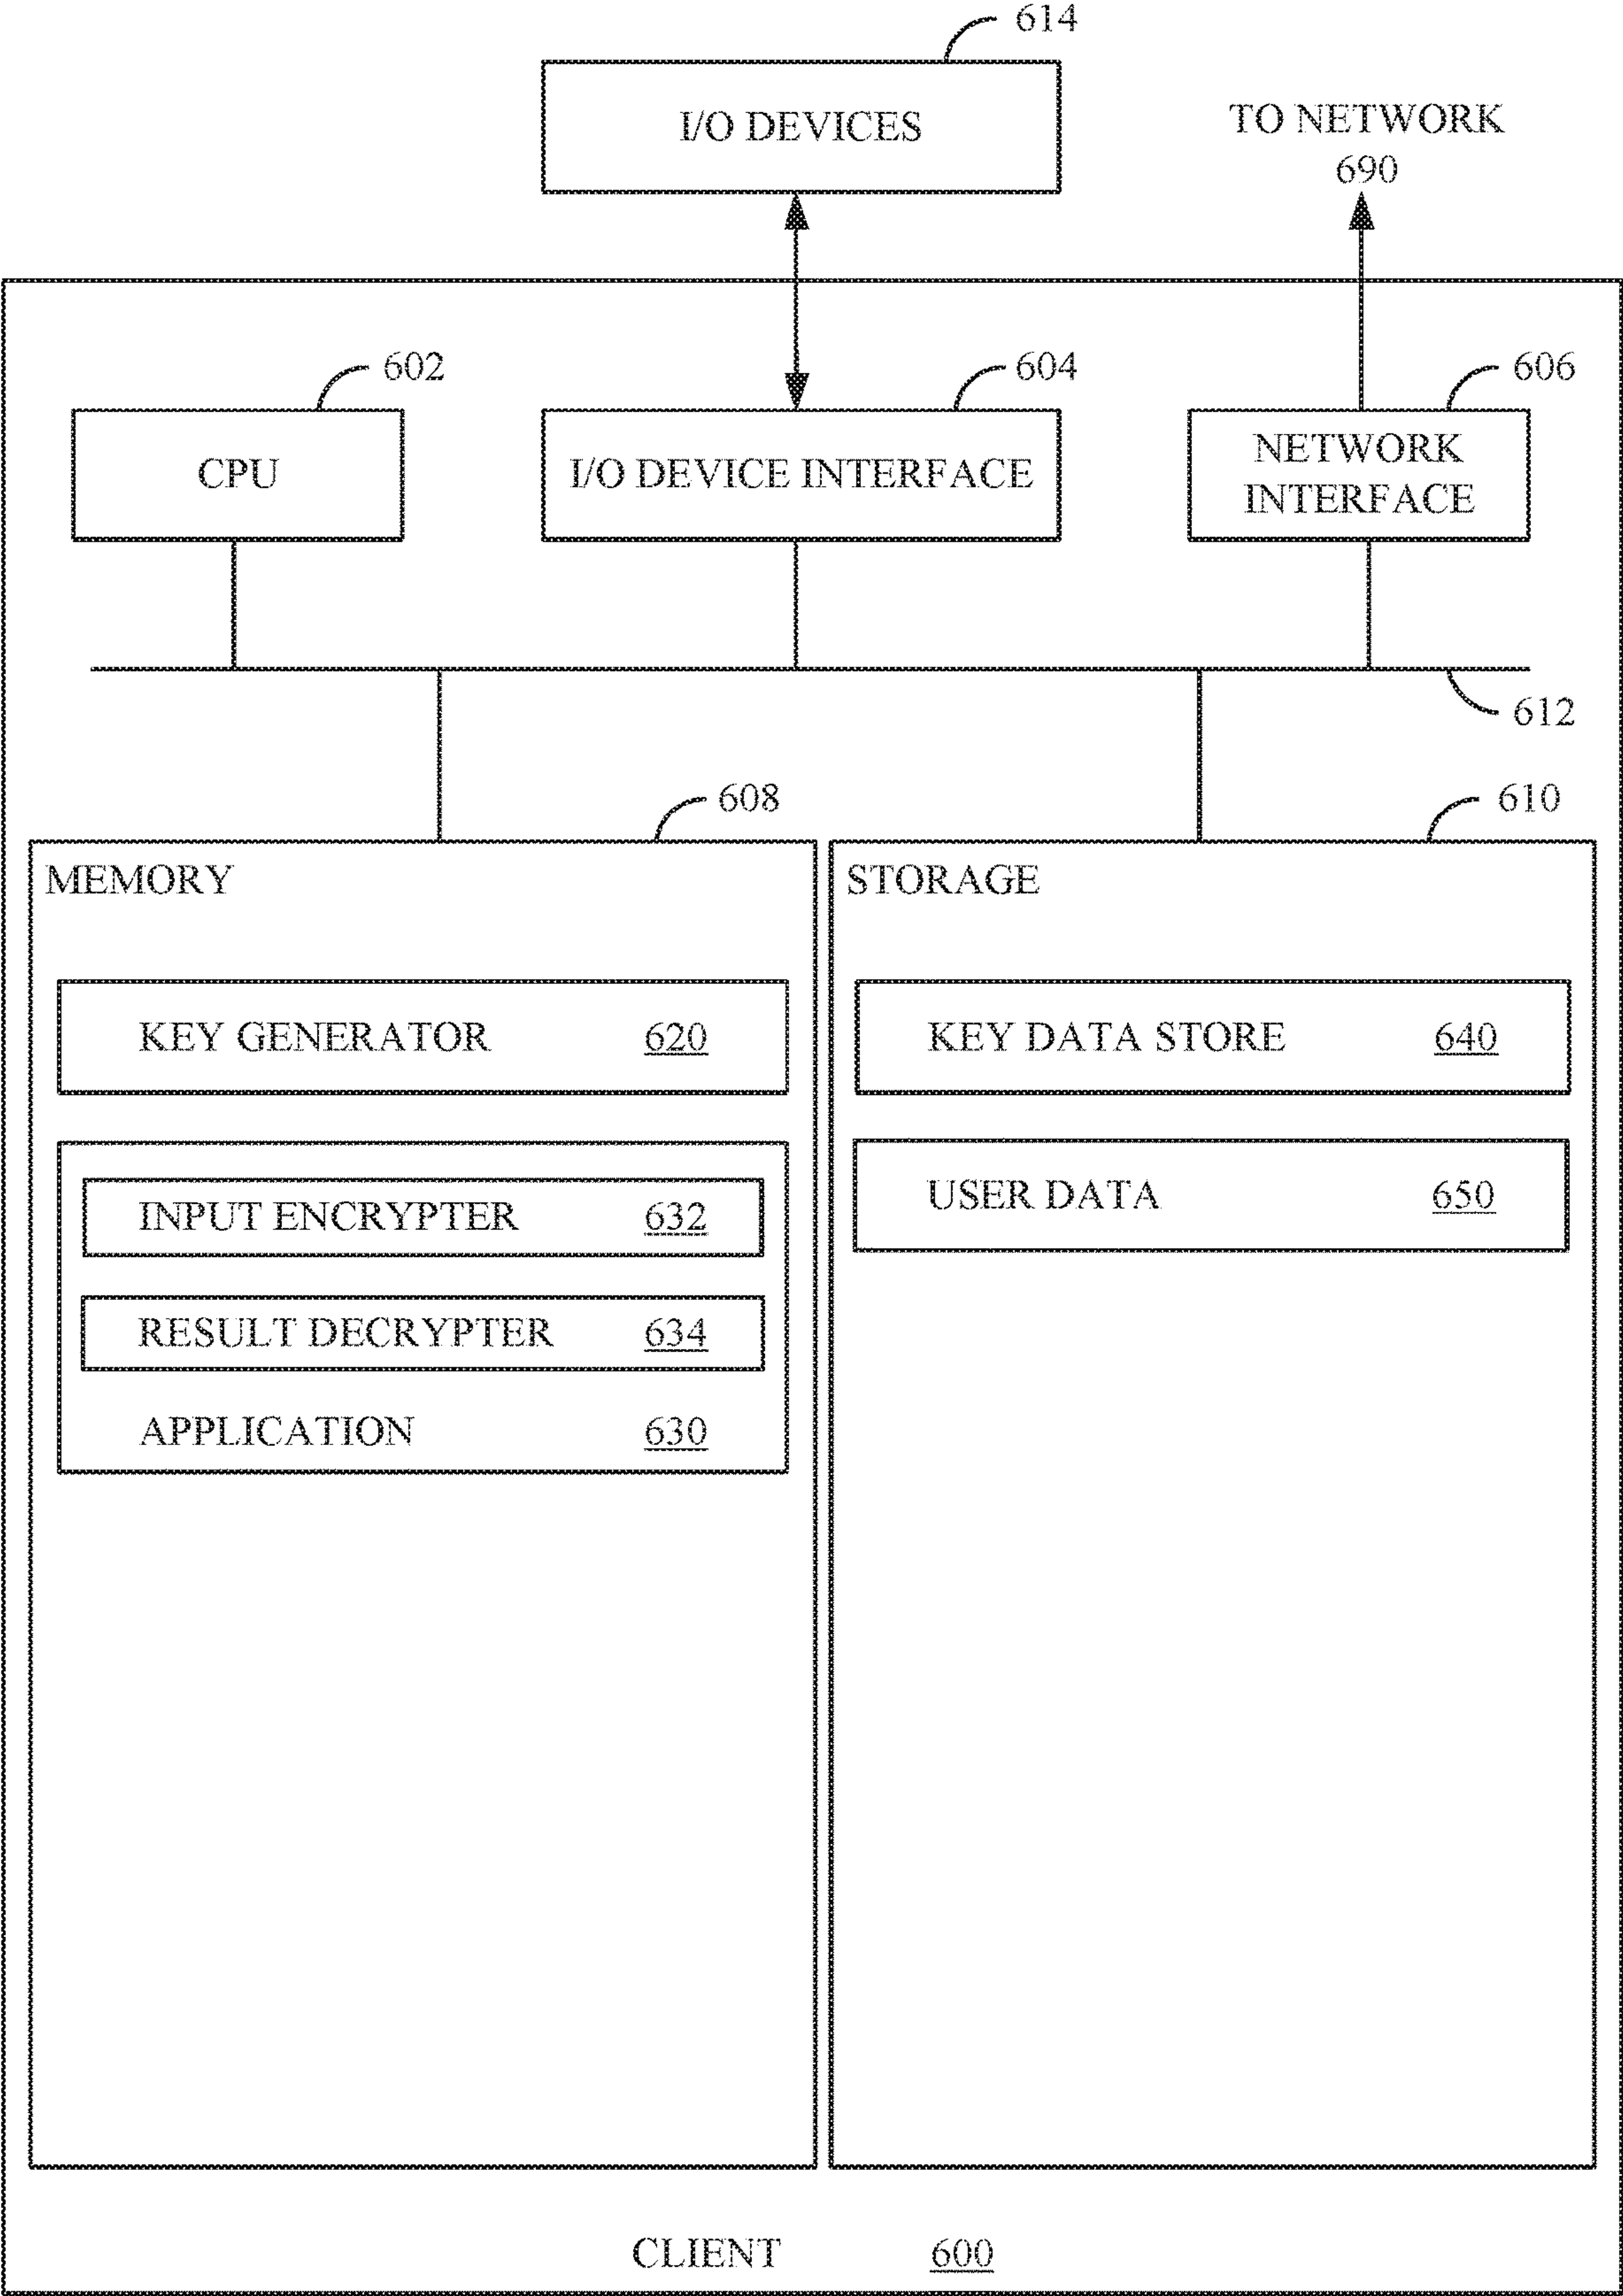 614
I/O DEVICES
TO NETWORK
690
602
604
606
CPU
I/O DEVICE INTERFACE
NETWORK
INTERFACE
612
608
610
MEMORY
STORAGE
KEY GENERATOR 620
KEY DATA STORE 640
INPUT ENCRYPTER 632
USER DATA 650
RESULT DECRYPTER 634
APPLICATION 630
CLIENT 600